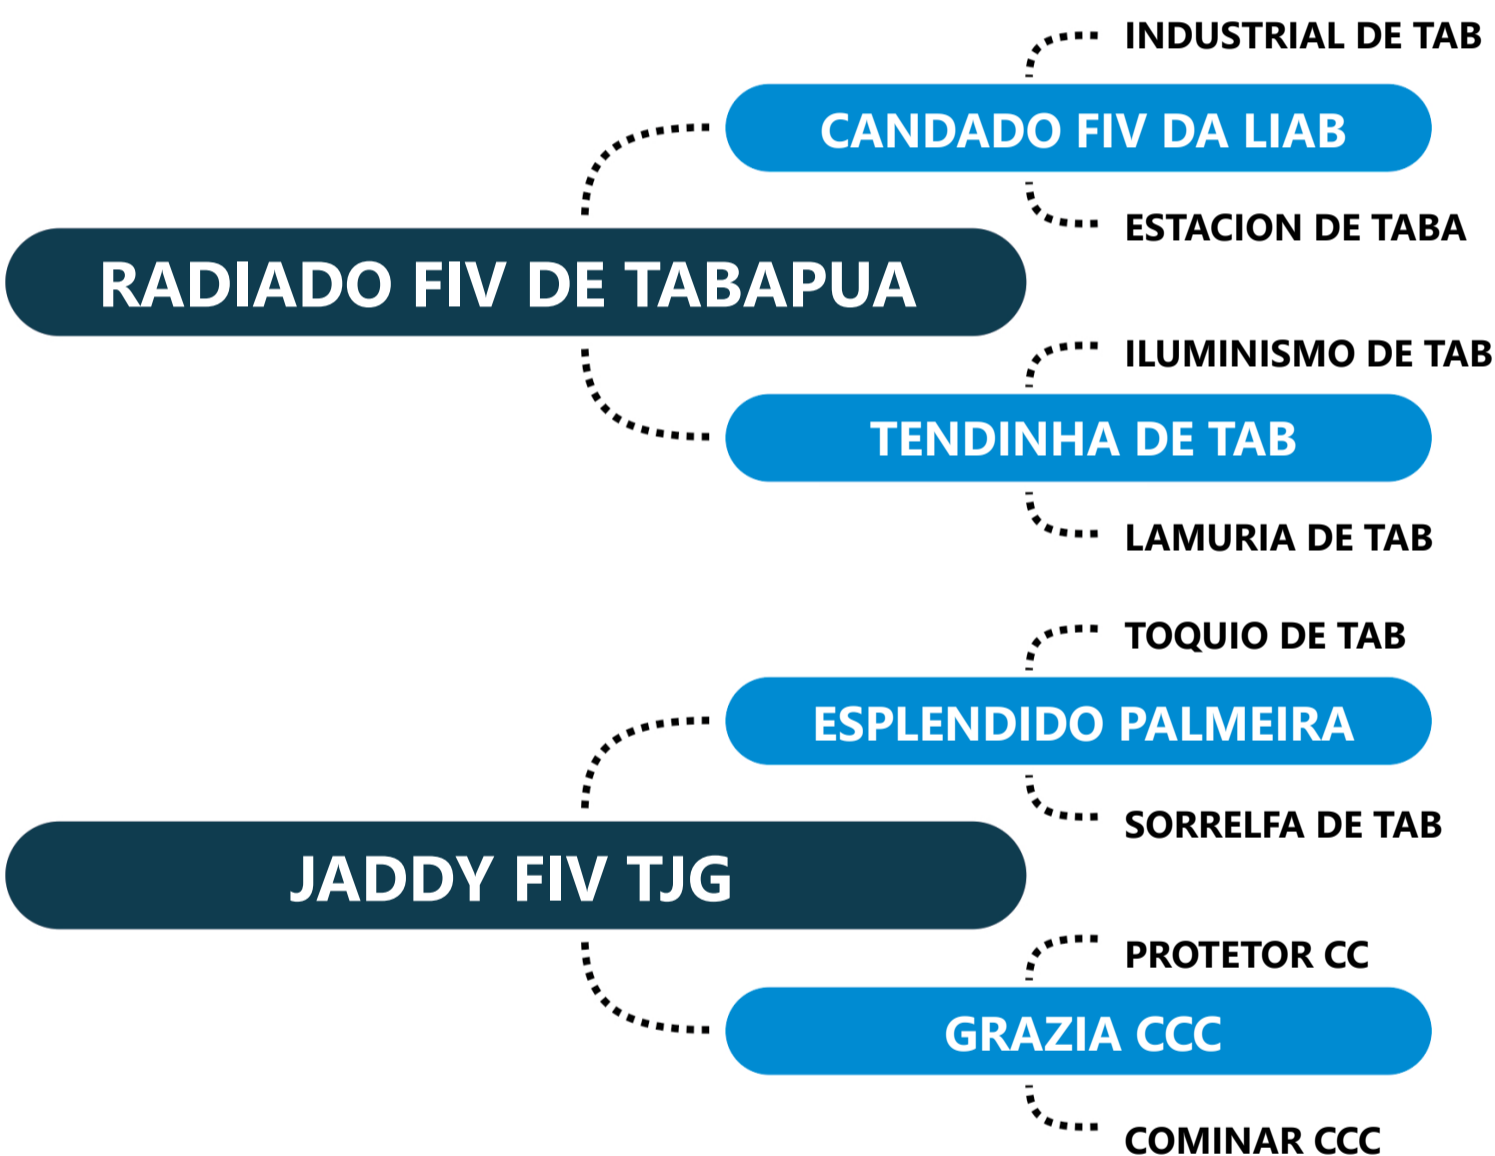 INDUSTRIAL DE TAB
CANDADO FIV DA LIAB
ESTACION DE TABA
RADIADO FIV DE TABAPUA
ILUMINISMO DE TAB
TENDINHA DE TAB
LAMURIA DE TAB
TOQUIO DE TAB
ESPLENDIDO PALMEIRA
SORRELFA DE TAB
JADDY FIV TJG
PROTETOR CC
GRAZIA CCC
COMINAR CCC